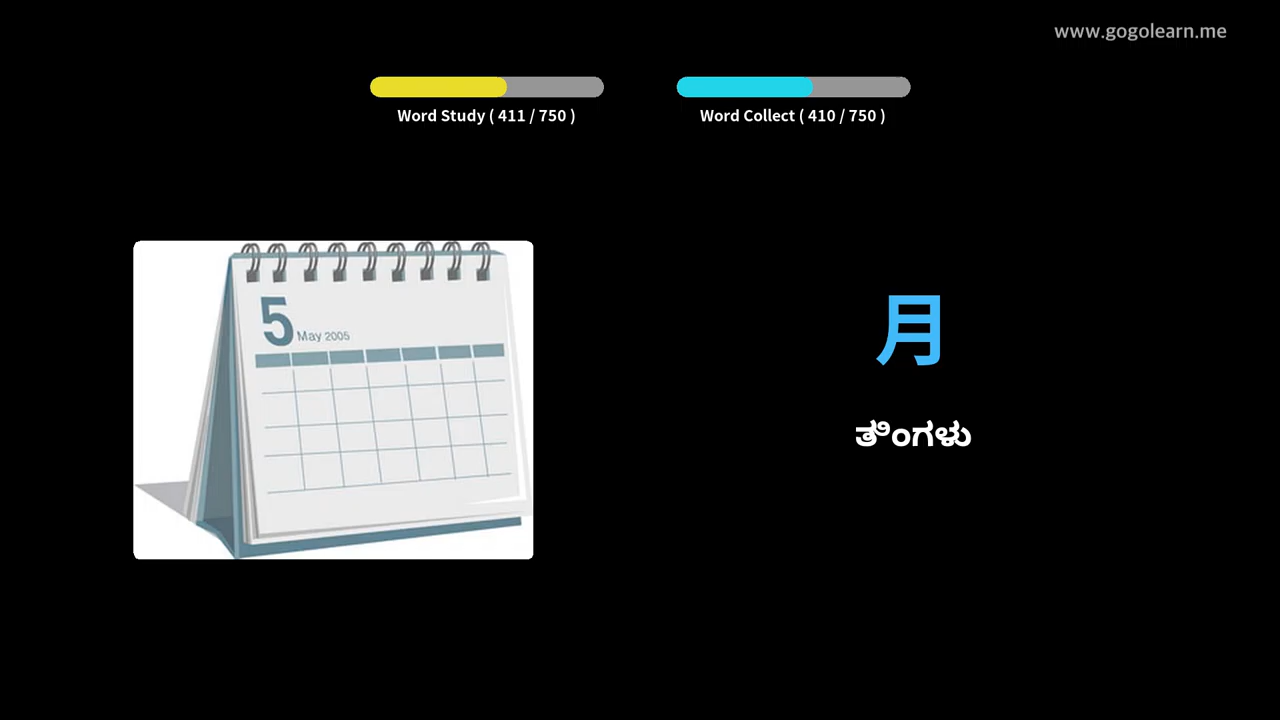 www.gogolearn.me
Word Study ( 411 / 750 )
Word Collect ( 410 / 750 )
5 May 2005
月
ತಿಂಗಳು